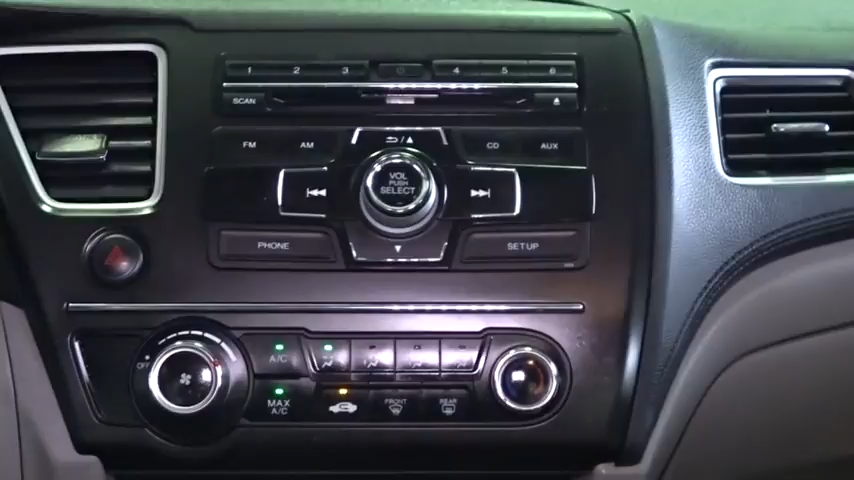 1 2 3 4 5 6
SCAN
FM AM CD AUX
VOL
PUSH
SELECT
PHONE SETUP
OFF
A/C
MAX
A/C
FRONT REAR